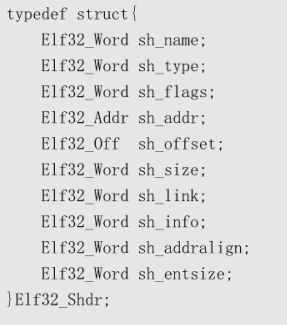 typedef struct{
    Elf32_Word sh_name;
    Elf32_Word sh_type;
    Elf32_Word sh_flags;
    Elf32_Addr sh_addr;
    Elf32_Off  sh_offset;
    Elf32_Word sh_size;
    Elf32_Word sh_link;
    Elf32_Word sh_info;
    Elf32_Word sh_addralign;
    Elf32_Word sh_entsize;
}Elf32_Shdr;